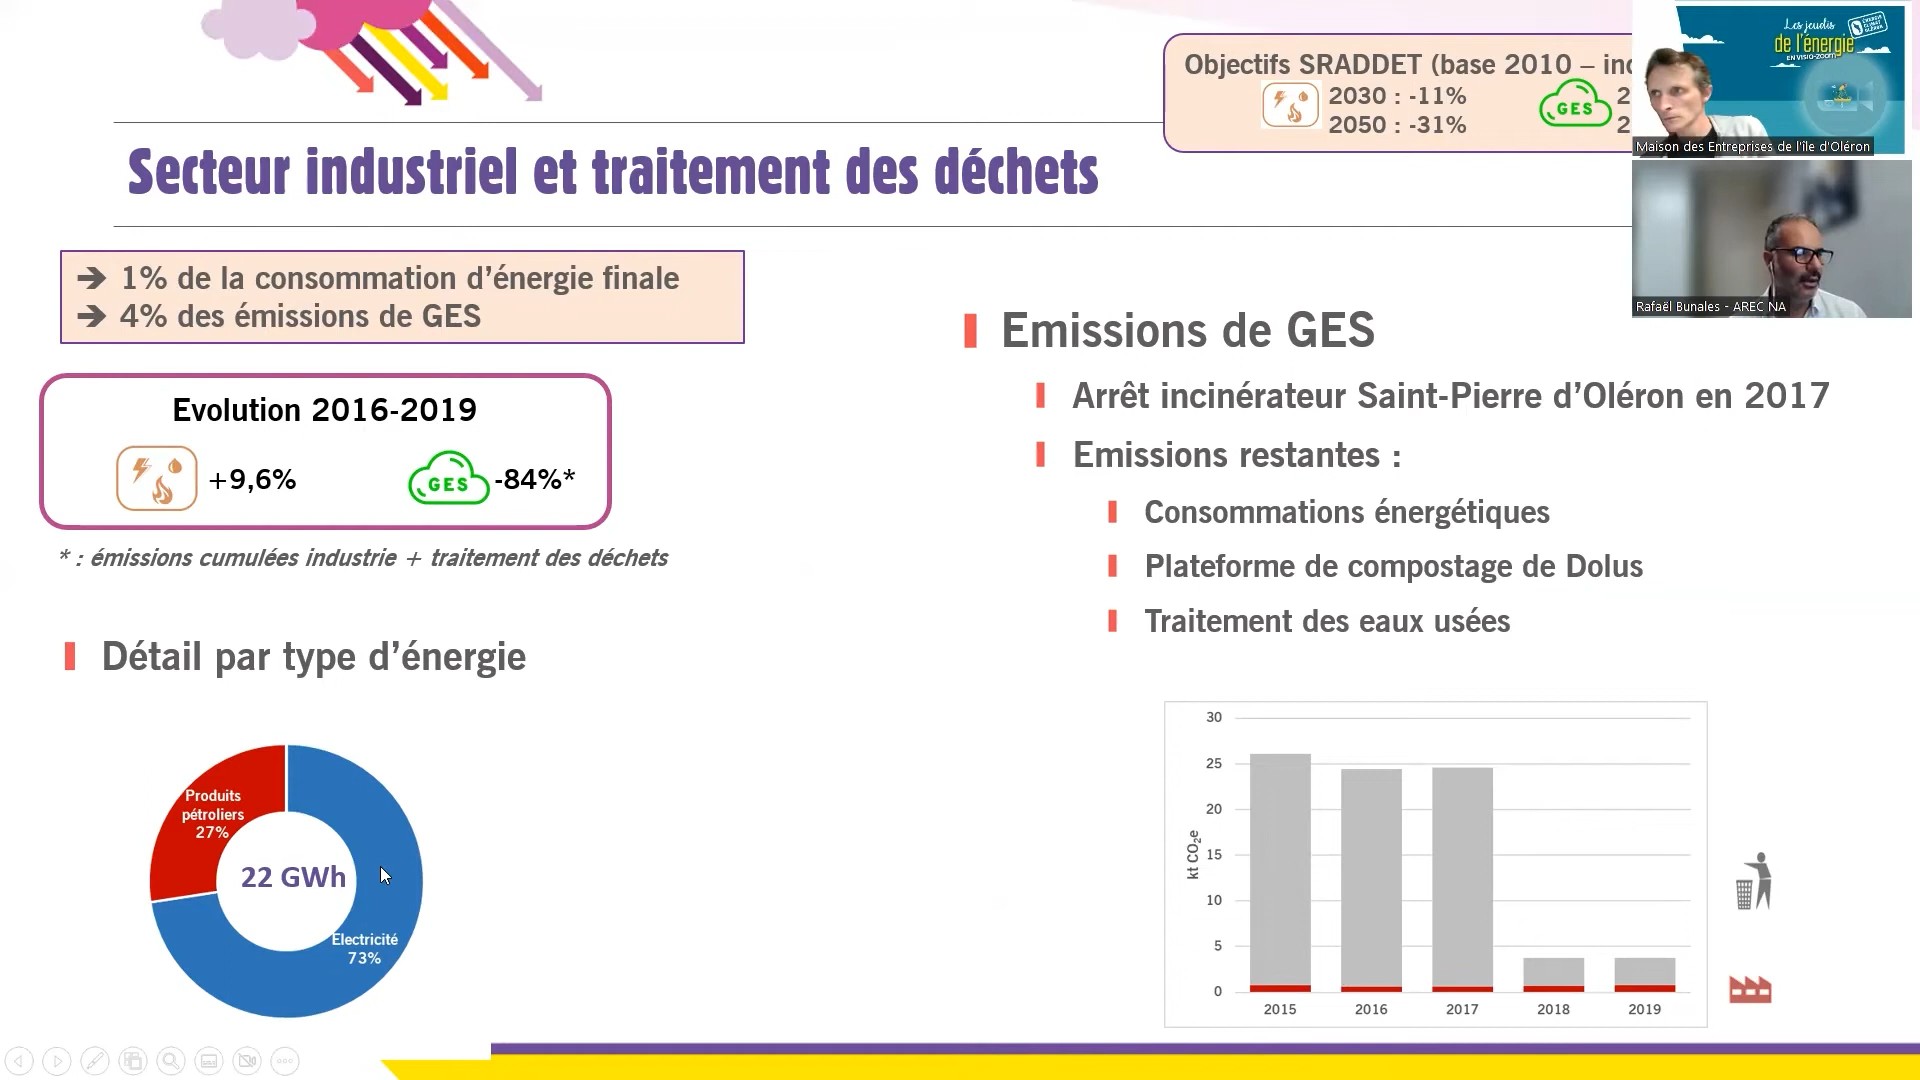 Objectifs SRADDET (base 2010 –
2030 : -11%
2050 : -31%
GES
2
2
Les jeudis
de l'énergie
EN VISIO-ZOOM
Maison des Entreprises de l'île d'Oléron
Rafaël Bunales - AREC NA
Secteur industriel et traitement des déchets
➔ 1% de la consommation d'énergie finale
➔ 4% des émissions de GES
Evolution 2016-2019
+9,6%
GES
-84%*
* : émissions cumulées industrie + traitement des déchets
Détail par type d'énergie
Produits
pétroliers
27%
22 GWh
Electricité
73%
Emissions de GES
Arrêt incinérateur Saint-Pierre d'Oléron en 2017
Emissions restantes :
Consommations énergétiques
Plateforme de compostage de Dolus
Traitement des eaux usées
30
25
20
15
10
5
0
kt CO₂e
2015 2016 2017 2018 2019